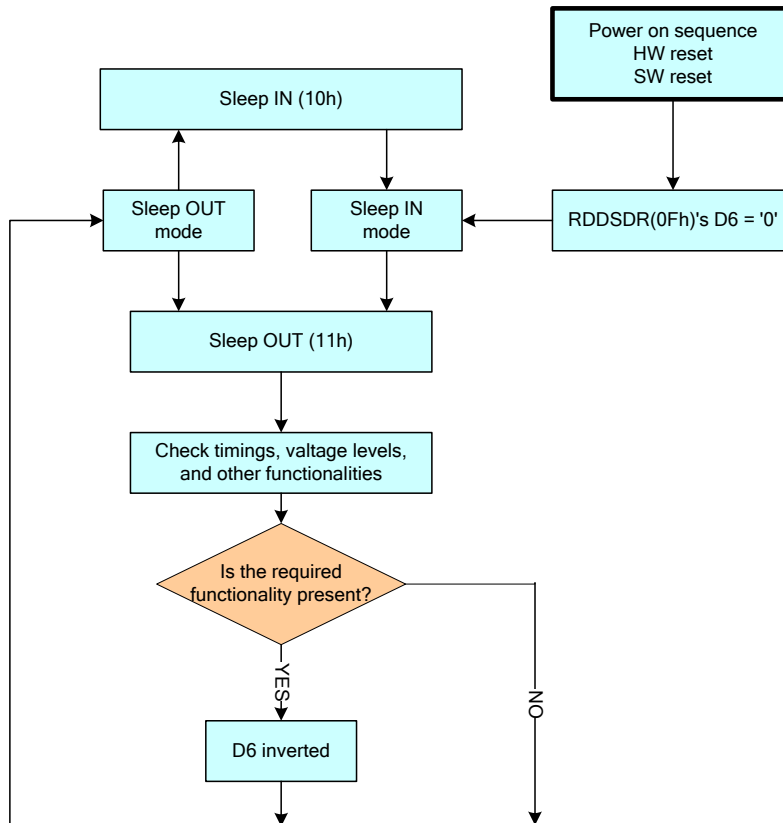 Power on sequence
HW reset
SW reset
Sleep IN (10h)
Sleep OUT
mode
Sleep IN
mode
RDDSDR(0Fh)'s D6 = '0'
Sleep OUT (11h)
Check timings, valtage levels,
and other functionalities
Is the required
functionality present?
YES
NO
D6 inverted